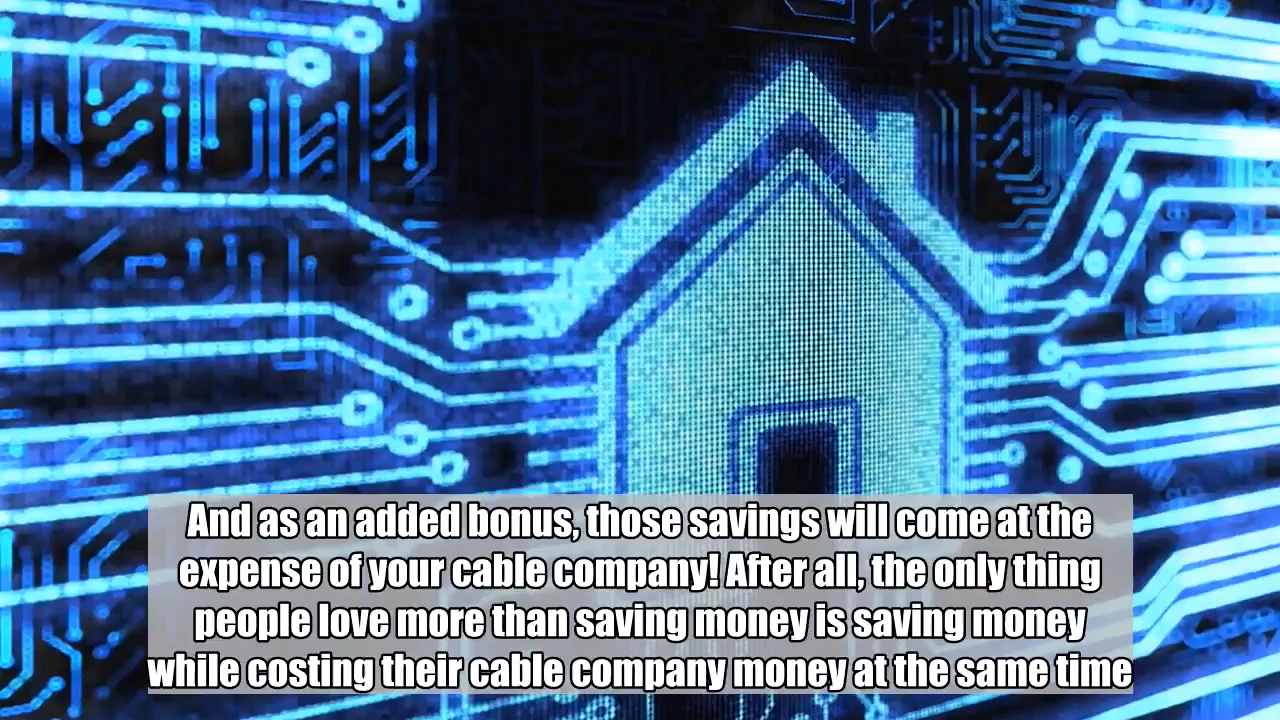 And as an added bonus, those savings will come at the
expense of your cable company! After all, the only thing
people love more than saving money is saving money
while costing their cable company money at the same time